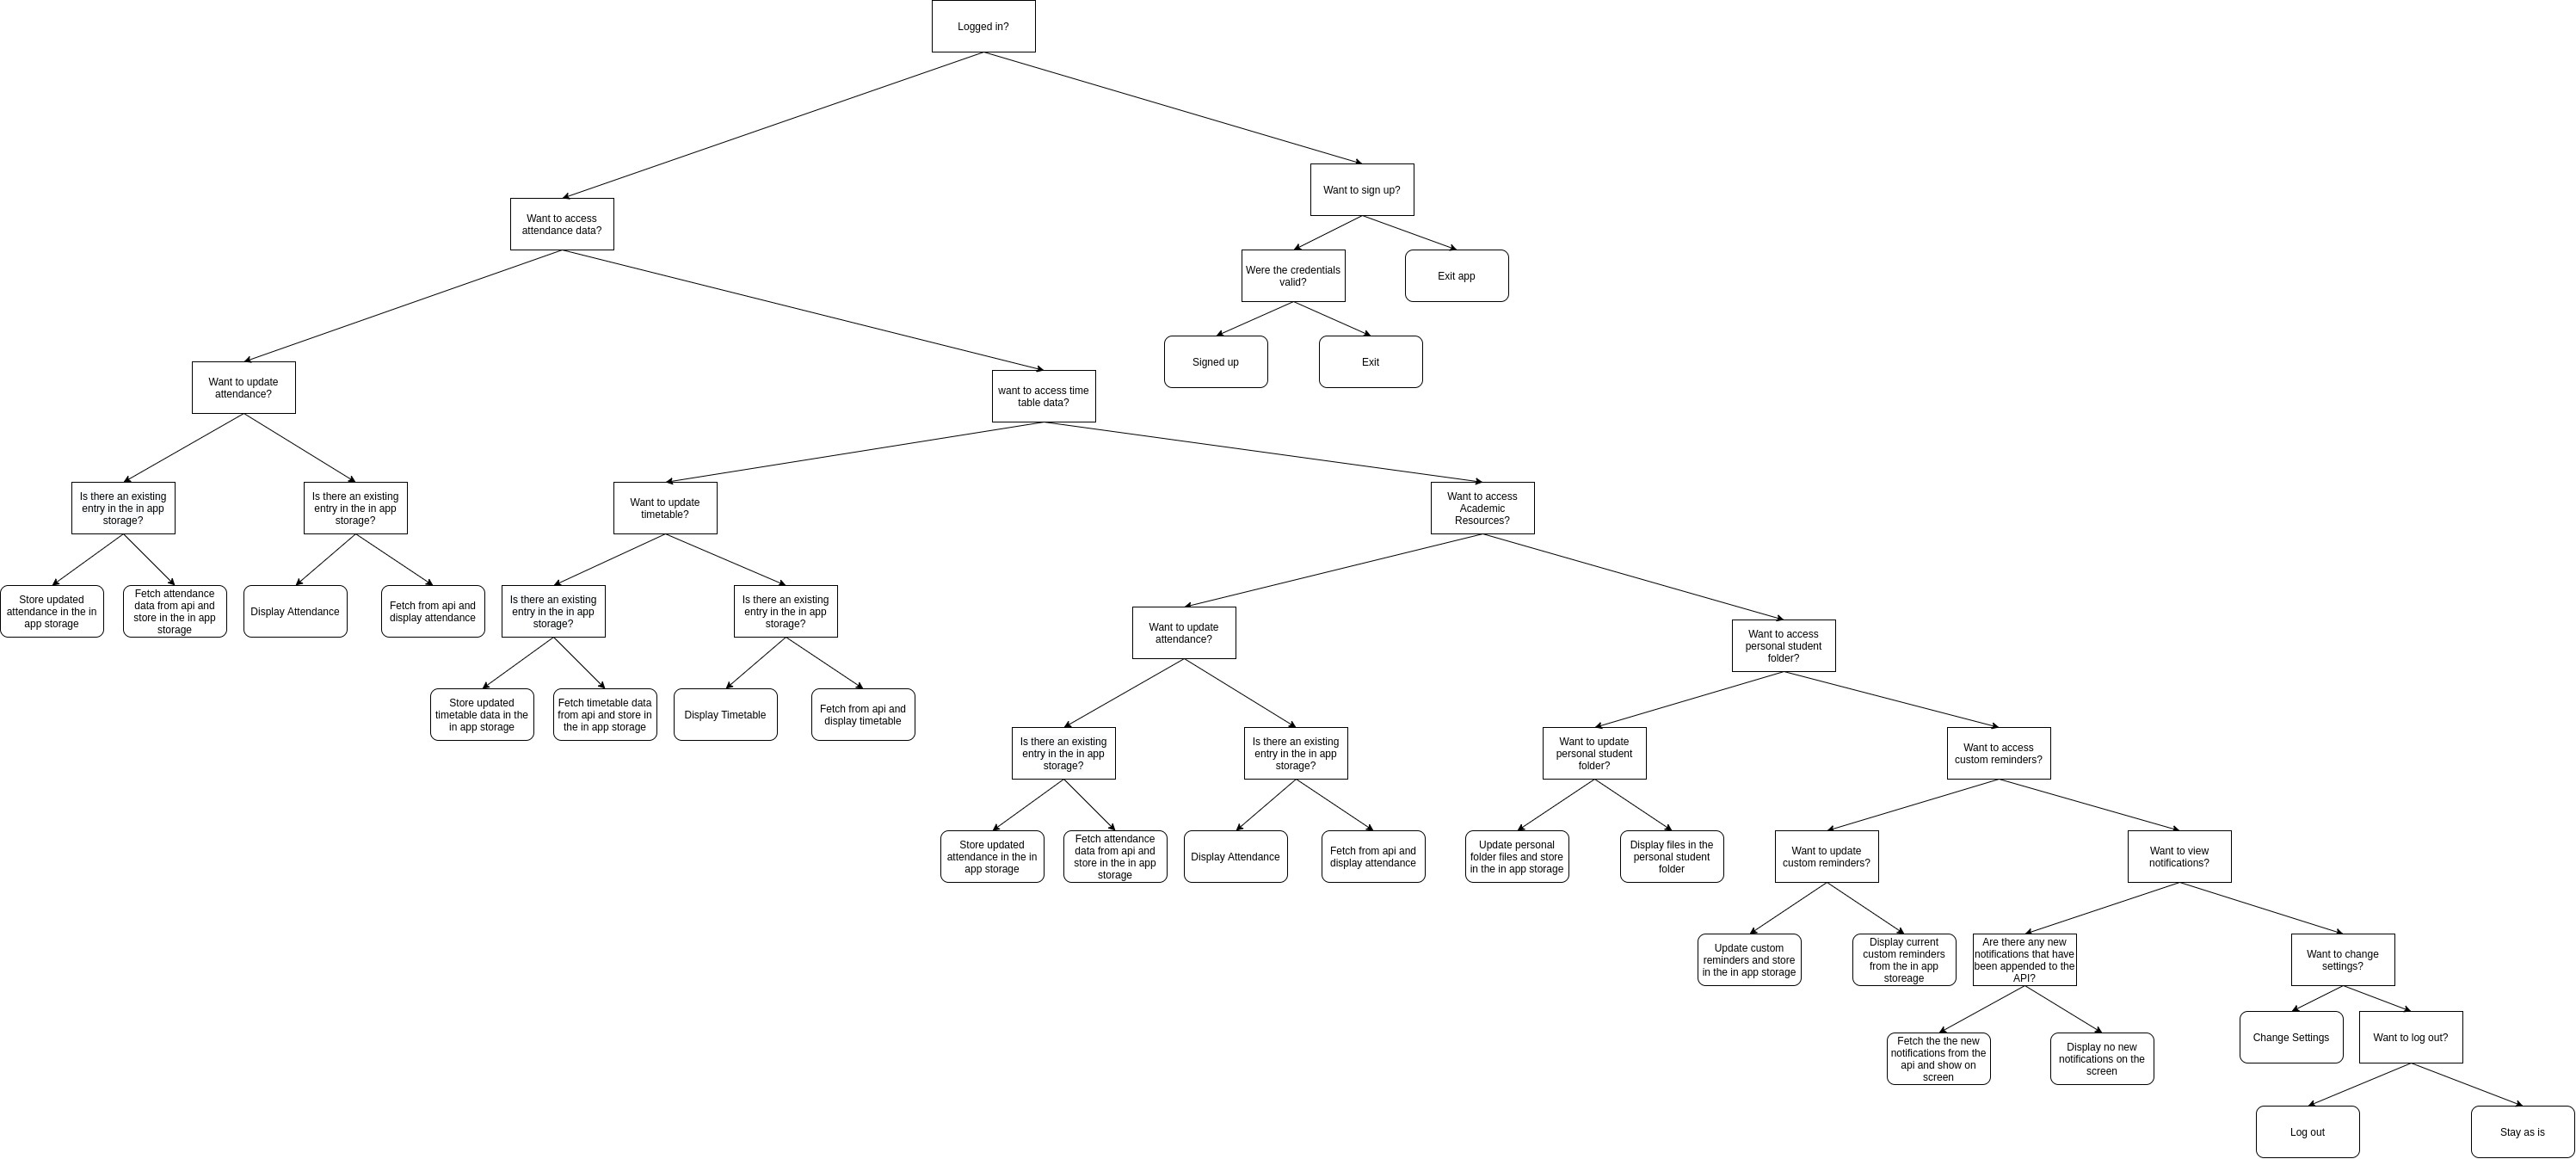 Logged in?
Want to sign up?
Want to access
attendance data?
Were the credentials
valid?
Exit app
Signed up
Exit
Want to update
attendance?
want to access time
table data?
Is there an existing
entry in the in app
storage?
Is there an existing
entry in the in app
storage?
Want to update
timetable?
Want to access
Academic
Resources?
Store updated
attendance in the in
app storage
Fetch attendance
data from api and
store in the in app
storage
Display Attendance
Fetch from api and
display attendance
Is there an existing
entry in the in app
storage?
Is there an existing
entry in the in app
storage?
Want to update
attendance?
Want to access
personal student
folder?
Store updated
timetable data in the
in app storage
Fetch timetable data
from api and store in
the in app storage
Display Timetable
Fetch from api and
display timetable
Is there an existing
entry in the in app
storage?
Is there an existing
entry in the in app
storage?
Want to update
personal student
folder?
Want to access
custom reminders?
Store updated
attendance in the in
app storage
Fetch attendance
data from api and
store in the in app
storage
Display Attendance
Fetch from api and
display attendance
Update personal
folder files and store
in the in app storage
Display files in the
personal student
folder
Want to update
custom reminders?
Want to view
notifications?
Update custom
reminders and store
in the in app storage
Display current
custom reminders
from the in app
storeage
Are there any new
notifications that have
been appended to the
API?
Want to change
settings?
Fetch the the new
notifications from the
api and show on
screen
Display no new
notifications on the
screen
Change Settings
Want to log out?
Log out
Stay as is